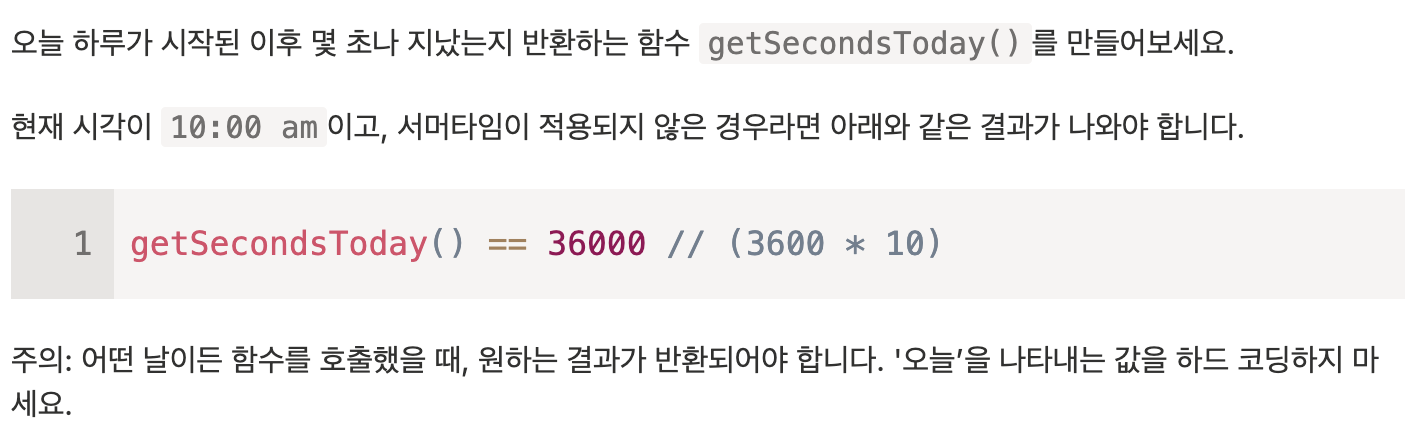 오늘 하루가 시작된 이후 몇 초나 지났는지 반환하는 함수 getSecondsToday()를 만들어보세요.
현재 시각이 10:00 am이고, 서머타임이 적용되지 않은 경우라면 아래와 같은 결과가 나와야 합니다.
1 getSecondsToday() == 36000 // (3600 * 10)
주의: 어떤 날이든 함수를 호출했을 때, 원하는 결과가 반환되어야 합니다. '오늘’을 나타내는 값을 하드 코딩하지 마
세요.